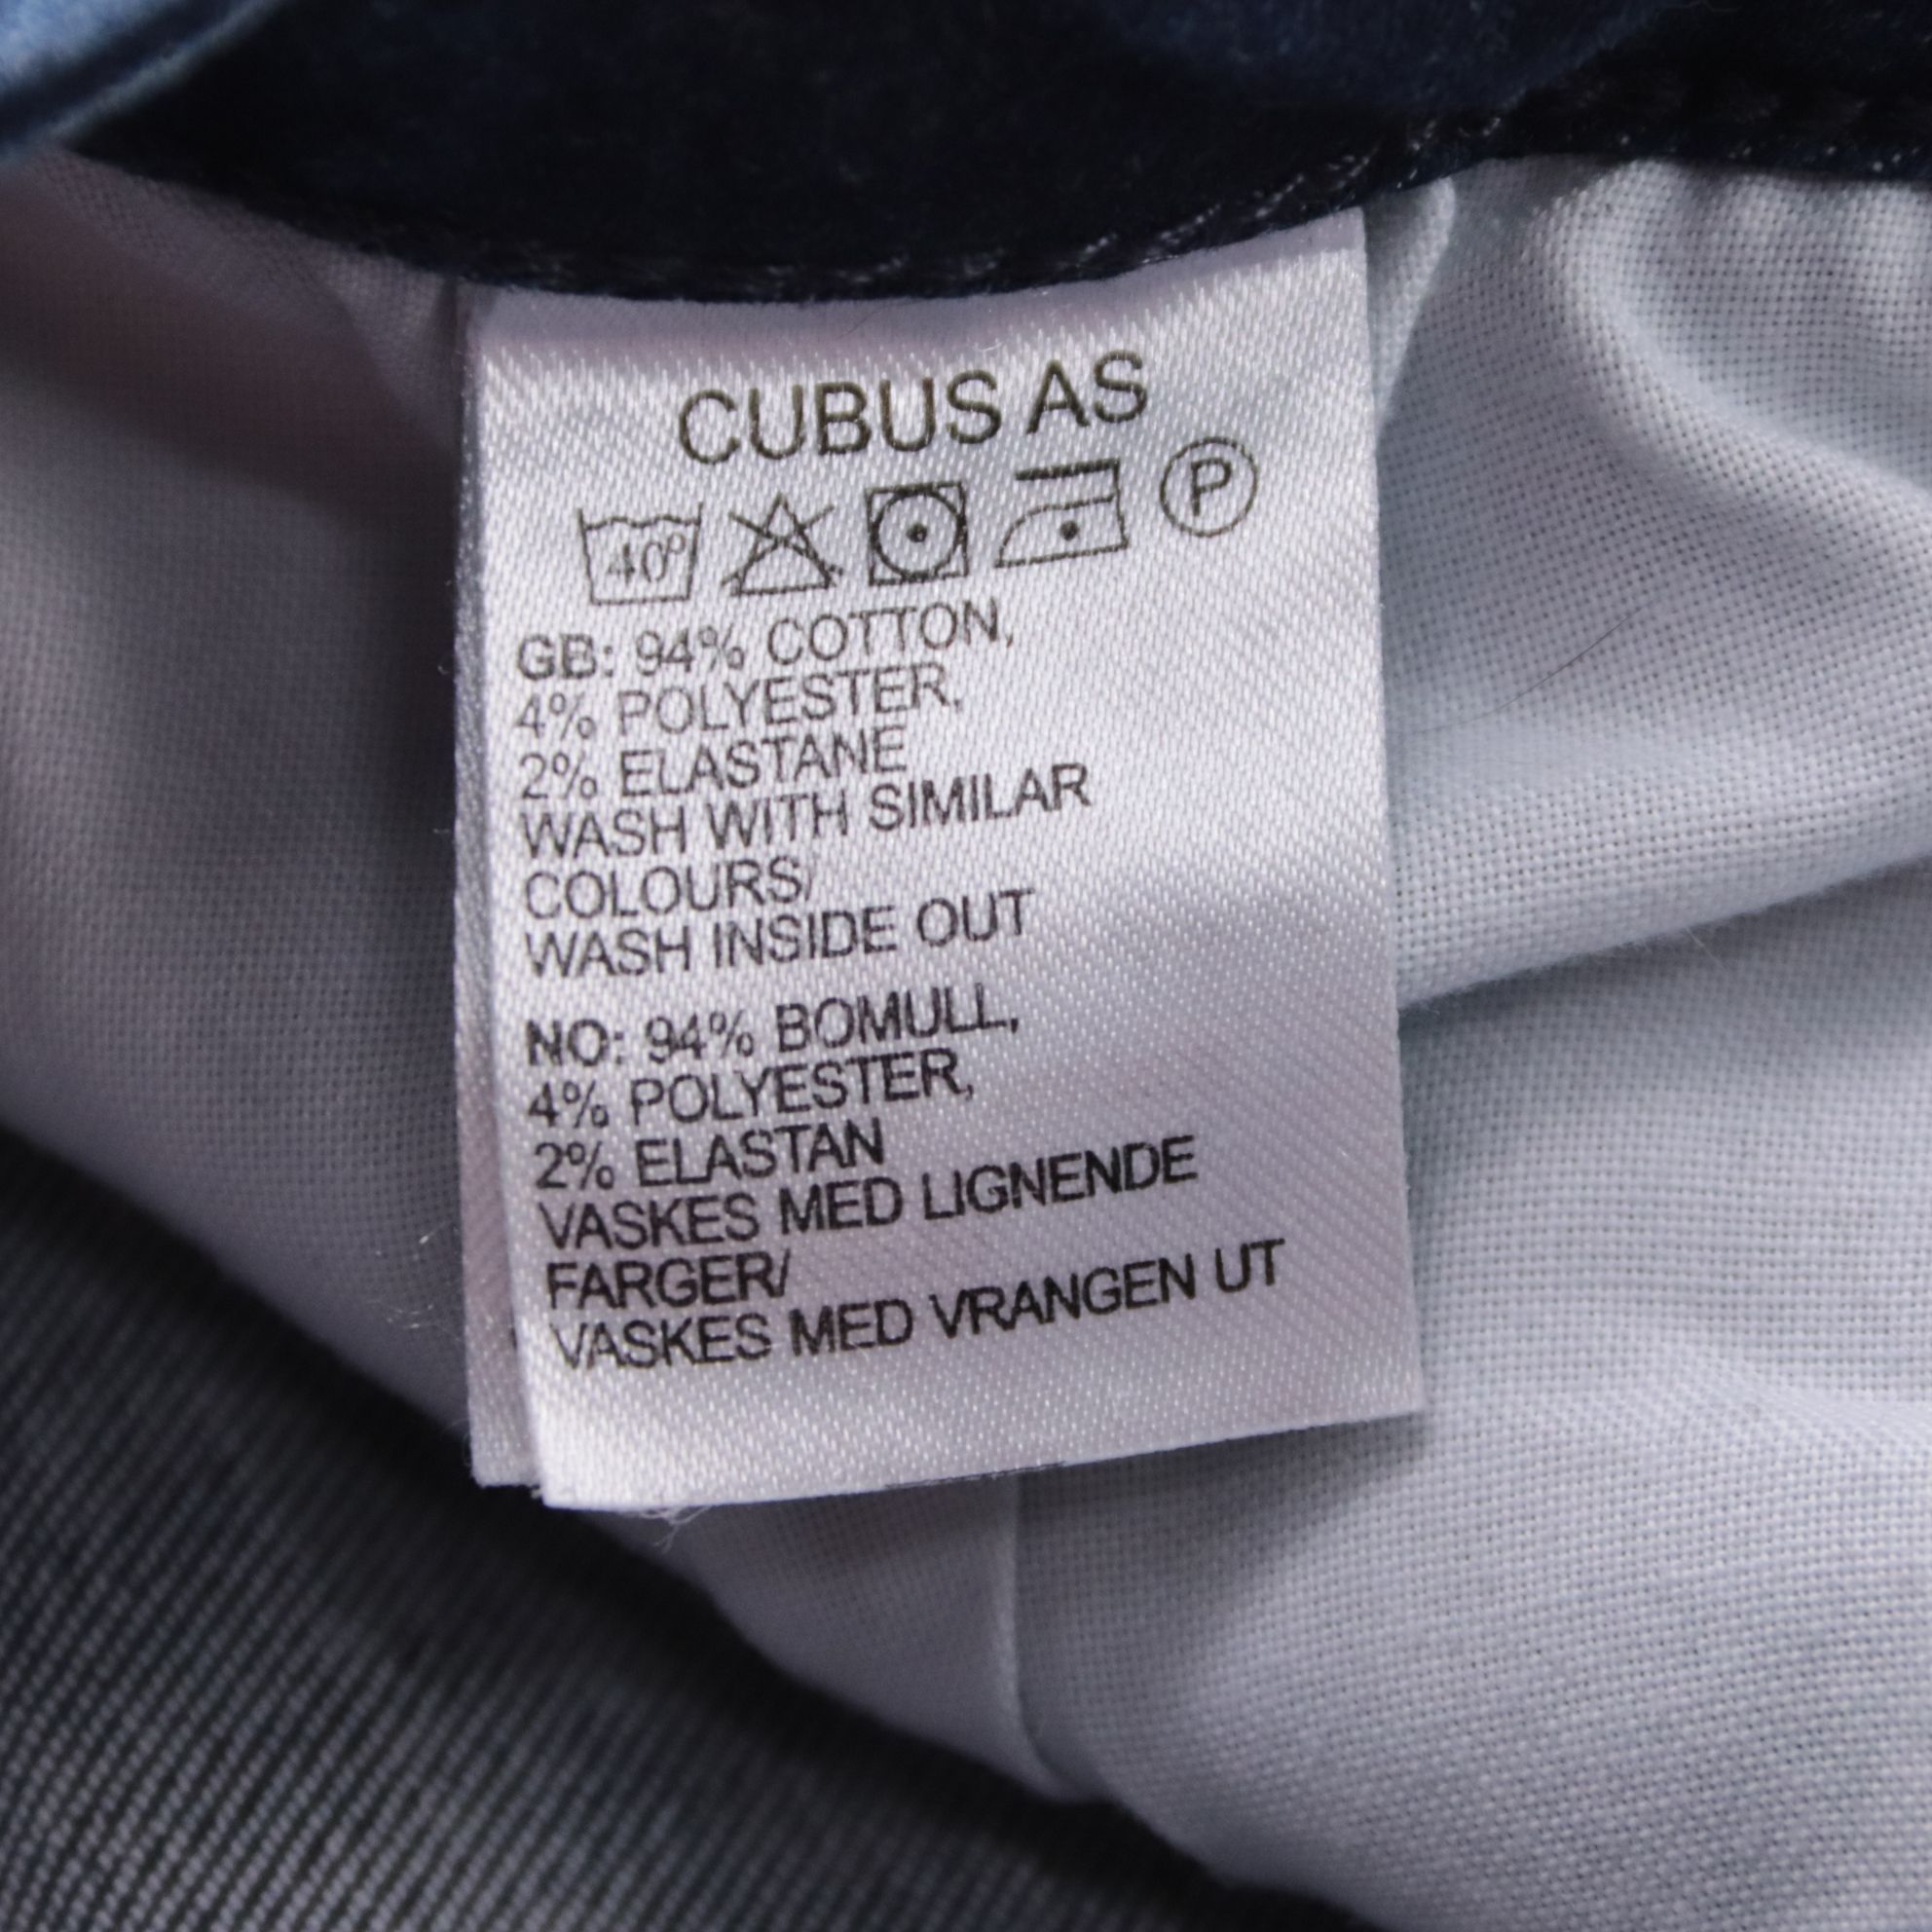 CUBUS AS
40° P
GB: 94% COTTON,
4% POLYESTER,
2% ELASTANE
WASH WITH SIMILAR
COLOURS/
WASH INSIDE OUT
NO: 94% BOMULL,
4% POLYESTER,
2% ELASTAN
VASKES MED LIGNENDE
FARGER/
VASKES MED VRANGEN UT